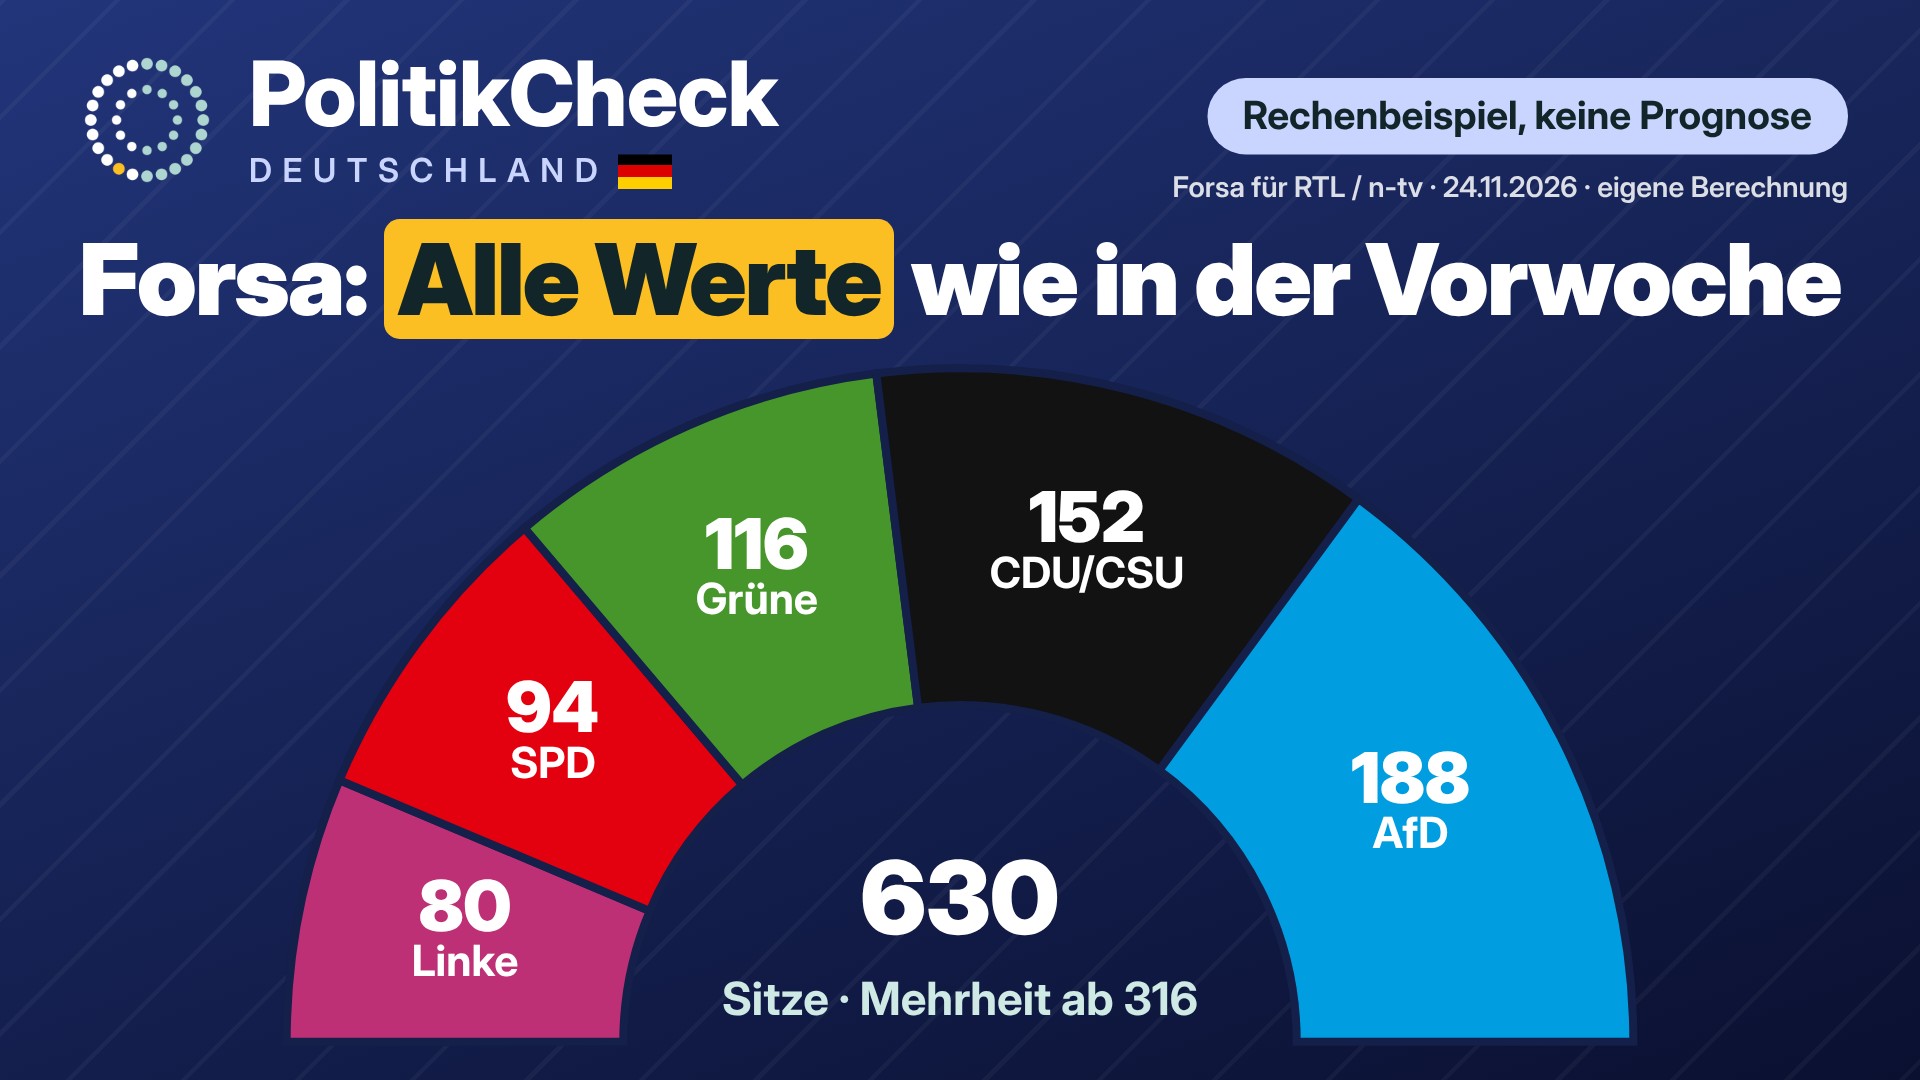 PolitikCheck
DEUTSCHLAND
Rechenbeispiel, keine Prognose
Forsa für RTL / n-tv · 24.11.2026 · eigene Berechnung
Forsa: Alle Werte wie in der Vorwoche
152
CDU/CSU
116
Grüne
94
SPD
188
AfD
80
Linke
630
Sitze · Mehrheit ab 316